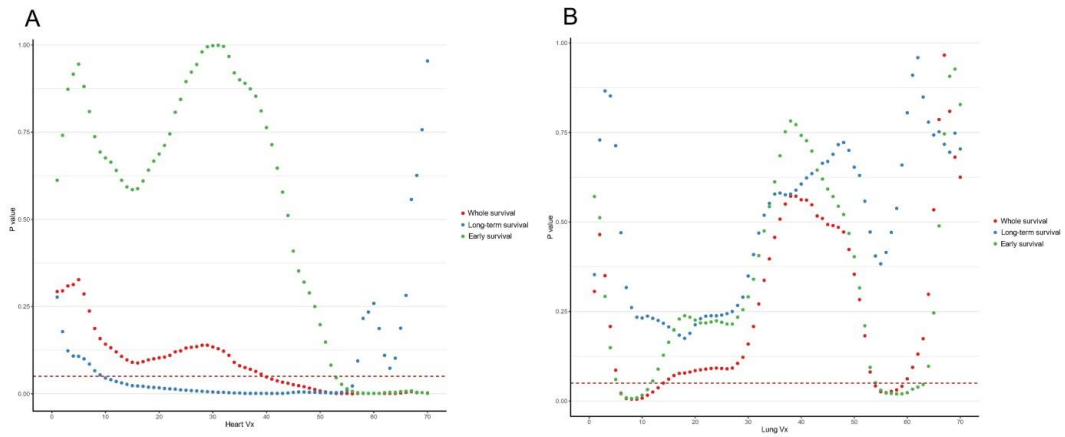 A
1.00
0.75
0.50
0.25
0.00
P value
0
10
20
30
40
50
60
70
Heart Vx
Whole survival
Long-term survival
Early survival
B
1.00
0.75
0.50
0.25
0.00
P value
0
10
20
30
40
50
60
70
Lung Vx
Whole survival
Long-term survival
Early survival